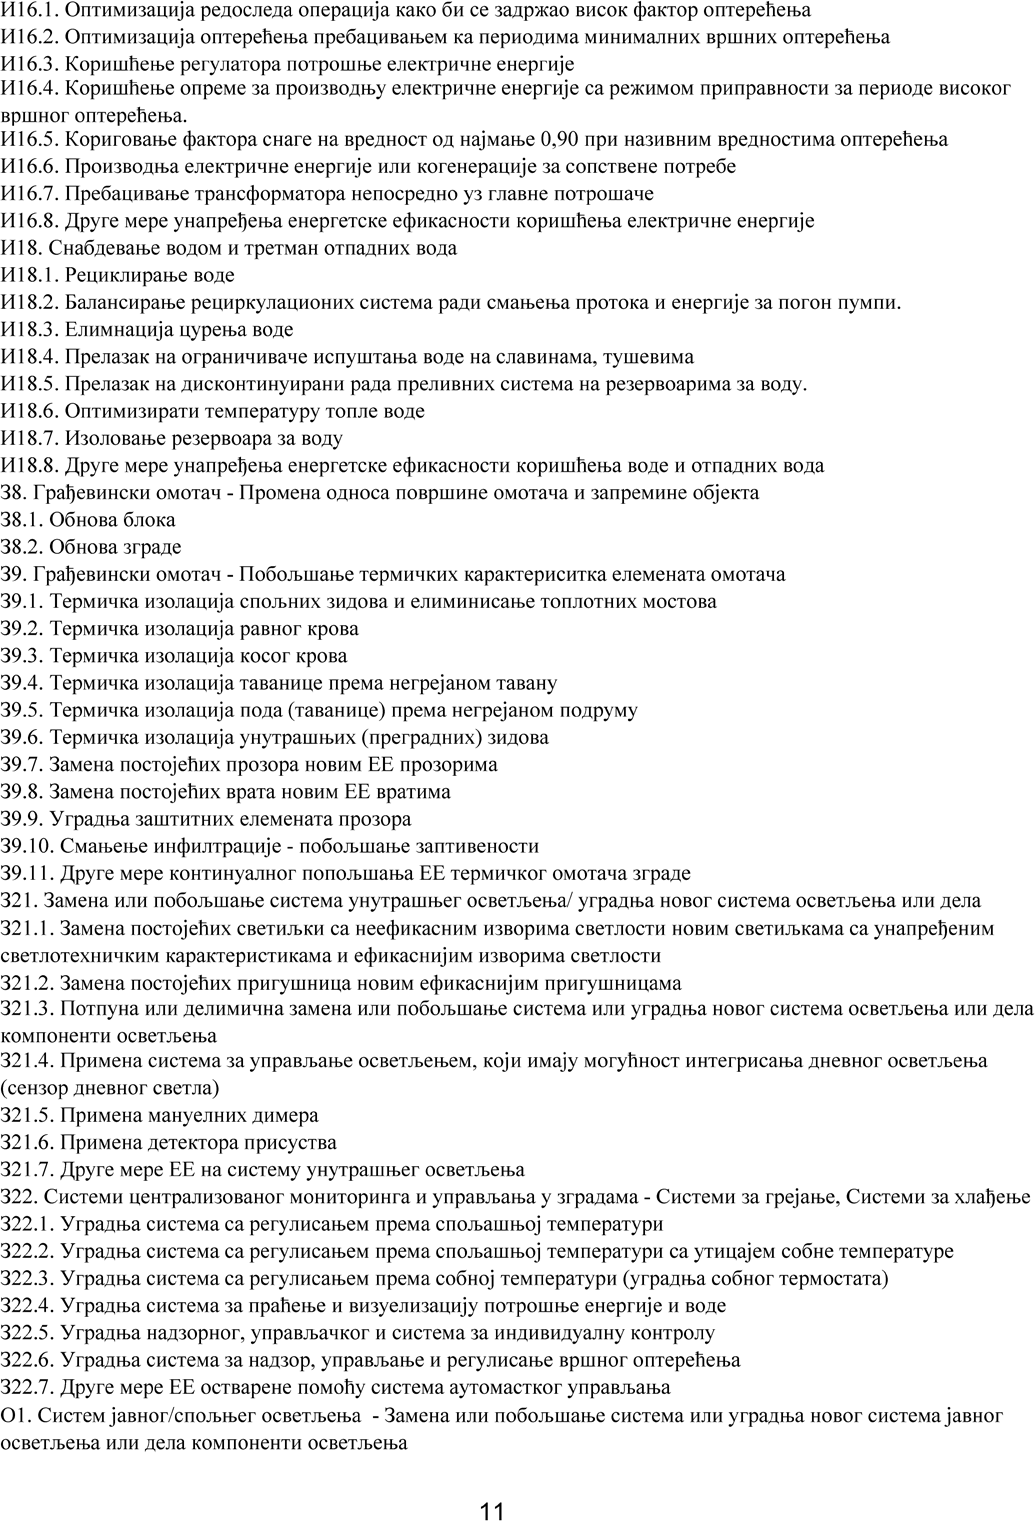 И16.1. Оптимизација редоследа операција како би се задржао висок фактор оптерећења
И16.2. Оптимизација оптерећења пребацивањем ка периодима минималних вршних оптерећења
И16.3. Коришћење регулатора потрошње електричне енергије
И16.4. Коришћење опреме за производњу електричне енергије са режимом приправности за периоде високог
вршног оптерећења.
И16.5. Кориговање фактора снаге на вредност од најмање 0,90 при називним вредностима оптерећења
И16.6. Производња електричне енергије или когенерације за сопствене потребе
И16.7. Пребацивање трансформатора непосредно уз главне потрошаче
И16.8. Друге мере унапређења енергетске ефикасности коришћења електричне енергије
И18. Снабдевање водом и третман отпадних вода
И18.1. Рециклирање воде
И18.2. Балансирање рециркулационих система ради смањења протока и енергије за погон пумпи.
И18.3. Елимнација цурења воде
И18.4. Прелазак на ограничиваче испуштања воде на славинама, тушевима
И18.5. Прелазак на дисконтинуирани рада преливних система на резервоарима за воду.
И18.6. Оптимизирати температуру топле воде
И18.7. Изоловање резервоара за воду
И18.8. Друге мере унапређења енергетске ефикасности коришћења воде и отпадних вода
З8. Грађевински омотач - Промена односа површине омотача и запремине објекта
З8.1. Обнова блока
З8.2. Обнова зграде
З9. Грађевински омотач - Побољшање термичких карактериситка елемената омотача
З9.1. Термичка изолација спољних зидова и елиминисање топлотних мостова
З9.2. Термичка изолација равног крова
З9.3. Термичка изолација косог крова
З9.4. Термичка изолација таванице према негрејаном тавану
З9.5. Термичка изолација пода (таванице) према негрејаном подруму
З9.6. Термичка изолација унутрашњих (преградних) зидова
З9.7. Замена постојећих прозора новим ЕЕ прозорима
З9.8. Замена постојећих врата новим ЕЕ вратима
З9.9. Уградња заштитних елемената прозора
З9.10. Смањење инфилтрације - побољшање заптивености
З9.11. Друге мере континуалног попољшања ЕЕ термичког омотача зграде
З21. Замена или побољшање система унутрашњег осветљења/ уградња новог система осветљења или дела
З21.1. Замена постојећих светиљки са неефикасним изворима светлости новим светиљкама са унапређеним
светлотехничким карактеристикама и ефикаснијим изворима светлости
З21.2. Замена постојећих пригушница новим ефикаснијим пригушницама
З21.3. Потпуна или делимична замена или побољшање система или уградња новог система осветљења или дела
компоненти осветљења
З21.4. Примена система за управљање осветљењем, који имају могућност интегрисања дневног осветљења
(сензор дневног светла)
З21.5. Примена мануелних димера
З21.6. Примена детектора присуства
З21.7. Друге мере ЕЕ на систему унутрашњег осветљења
З22. Системи централизованог мониторинга и управљања у зградама - Системи за грејање, Системи за хлађење
З22.1. Уградња система са регулисањем према спољашњој температури
З22.2. Уградња система са регулисањем према спољашњој температури са утицајем собне температуре
З22.3. Уградња система са регулисањем према собној температури (уградња собног термостата)
З22.4. Уградња система за праћење и визуелизацију потрошње енергије и воде
З22.5. Уградња надзорног, управљачког и система за индивидуалну контролу
З22.6. Уградња система за надзор, управљање и регулисање вршног оптерећења
З22.7. Друге мере ЕЕ остварене помоћу система аутомастког управљања
О1. Систем јавног/спољњег осветљења - Замена или побољшање система или уградња новог система јавног
осветљења или дела компоненти осветљења
11